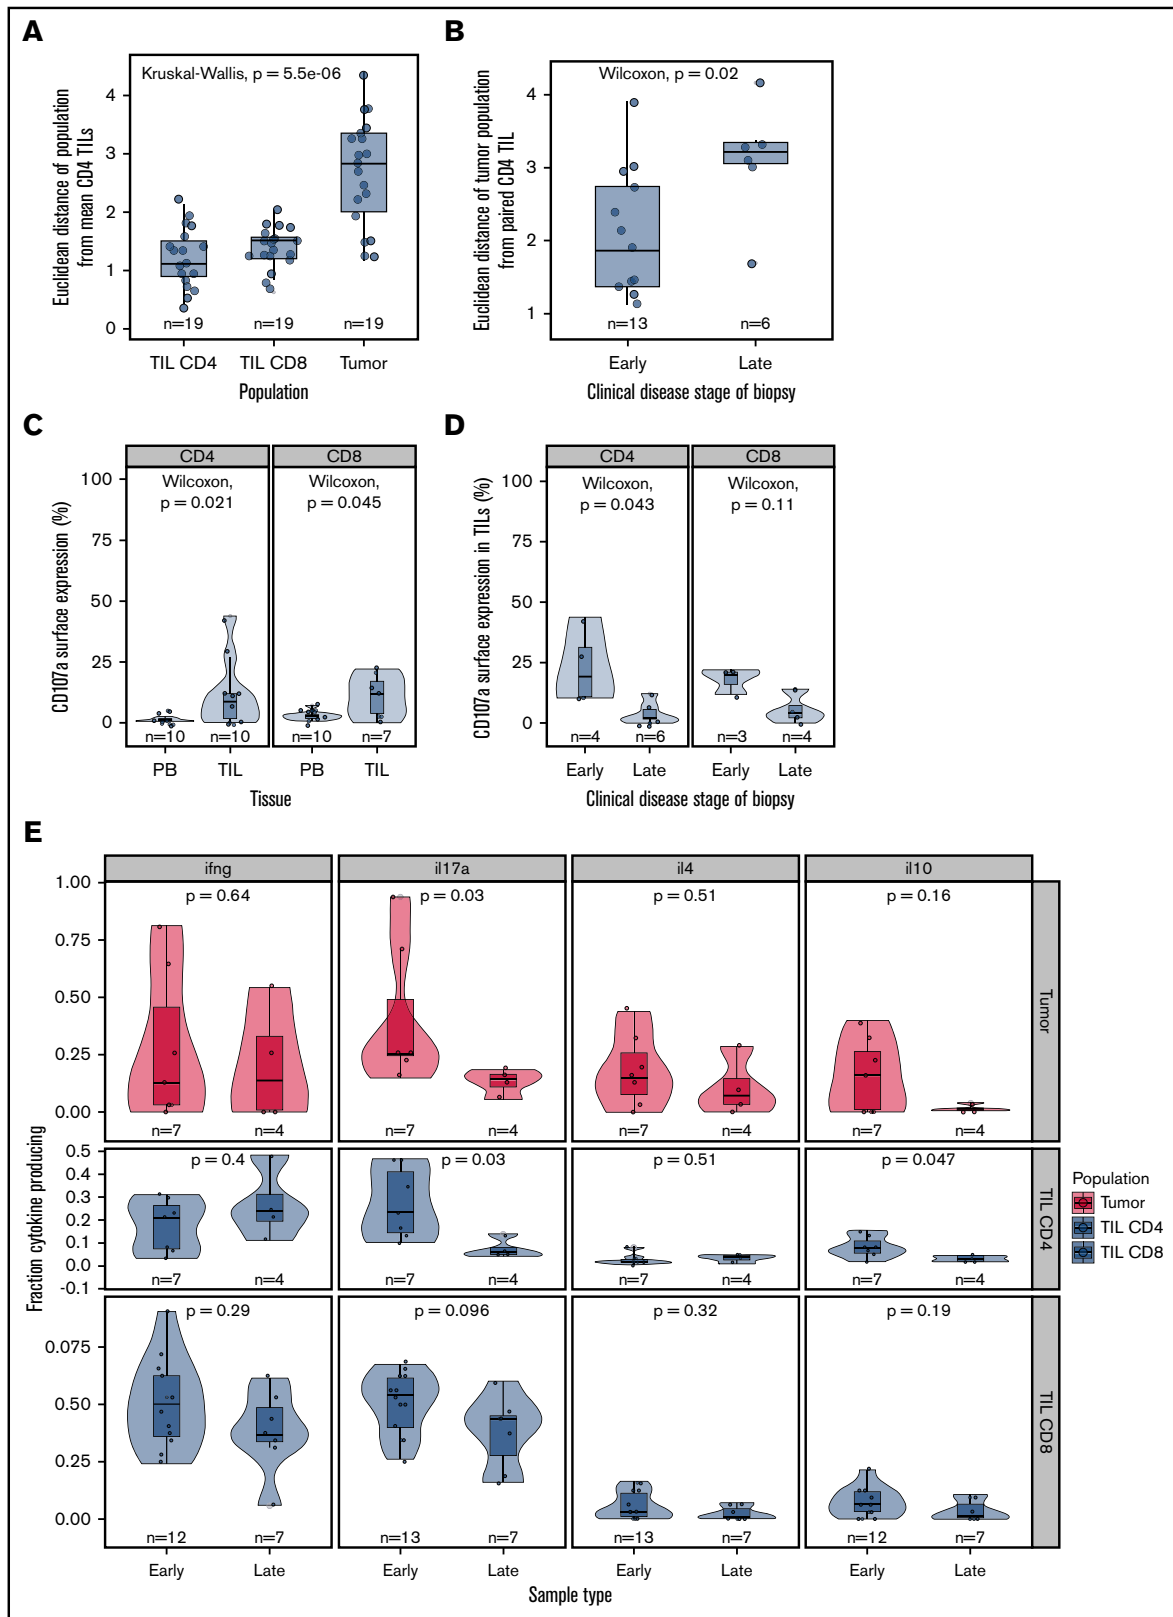 A
Kruskal-Wallis, p = 5.5e-06
Euclidean distance of population
from mean CD4 TILs
4
3
2
1
0
n=19
n=19
n=19
TIL CD4
TIL CD8
Tumor
Population
B
Wilcoxon, p = 0.02
Euclidean distance of tumor population
from paired CD4 TIL
4
3
2
1
n=13
n=6
Early
Late
Clinical disease stage of biopsy
C
CD4
CD8
Wilcoxon,
p = 0.021
Wilcoxon,
p = 0.045
CD107a surface expression (%)
100
75
50
25
0
n=10
n=10
n=10
n=7
PB
TIL
PB
TIL
Tissue
D
CD4
CD8
Wilcoxon,
p = 0.043
Wilcoxon,
p = 0.11
CD107a surface expression in TILs (%)
100
75
50
25
0
n=4
n=6
n=3
n=4
Early
Late
Early
Late
Clinical disease stage of biopsy
E
ifng
il17a
il4
il10
Fraction cytokine producing
1.00
0.75
0.50
0.25
0.00
p = 0.64
p = 0.03
p = 0.51
p = 0.16
n=7
n=4
n=7
n=4
n=7
n=4
n=7
n=4
Tumor
0.5
0.4
0.3
0.2
0.1
0.0
-0.1
p = 0.4
p = 0.03
p = 0.51
p = 0.047
n=7
n=4
n=7
n=4
n=7
n=4
n=7
n=4
TIL CD4
0.075
0.50
0.25
0.00
p = 0.29
p = 0.096
p = 0.32
p = 0.19
n=12
n=7
n=13
n=7
n=13
n=7
n=12
n=7
TIL CD8
Early
Late
Early
Late
Early
Late
Early
Late
Sample type
Population
Tumor
TIL CD4
TIL CD8